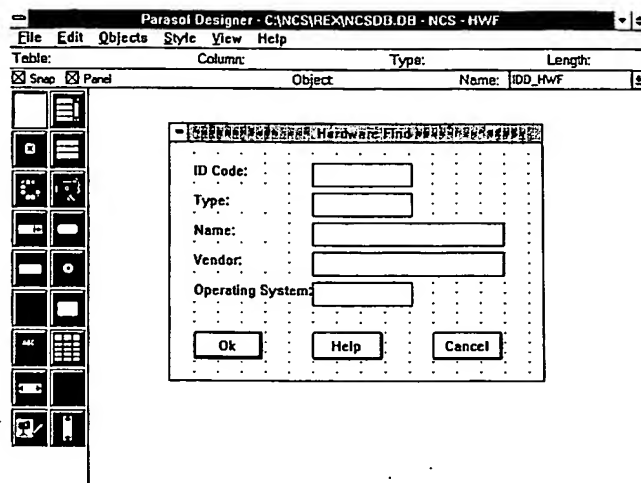 Parasol Designer - C:\NCS\REX\NCSDB.DB - NCS - HWF
File Edit Objects Style View Help
Table: Column: Type: Length:
Snap Panel Object Name: IDD_HWF
Hardware Find
ID Code:
Type:
Name:
Vendor:
Operating System:
Ok Help Cancel
ABC